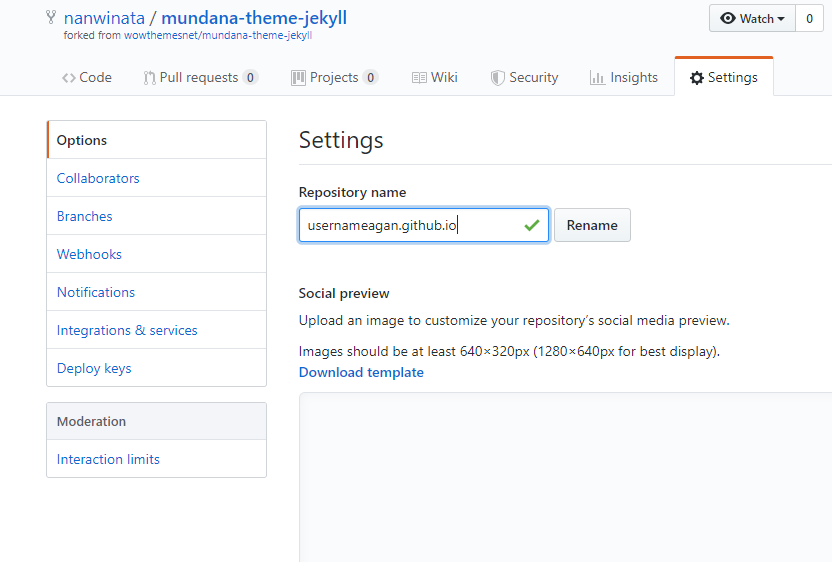 nanwinata / mundana-theme-jekyll
Watch 0
forked from wowthemesnet/mundana-theme-jekyll
Code Pull requests 0 Projects 0 Wiki Security Insights Settings
Options
Collaborators
Branches
Webhooks
Notifications
Integrations & services
Deploy keys
Moderation
Interaction limits
Settings
Repository name
usernameagan.github.io Rename
Social preview
Upload an image to customize your repository's social media preview.
Images should be at least 640×320px (1280×640px for best display).
Download template